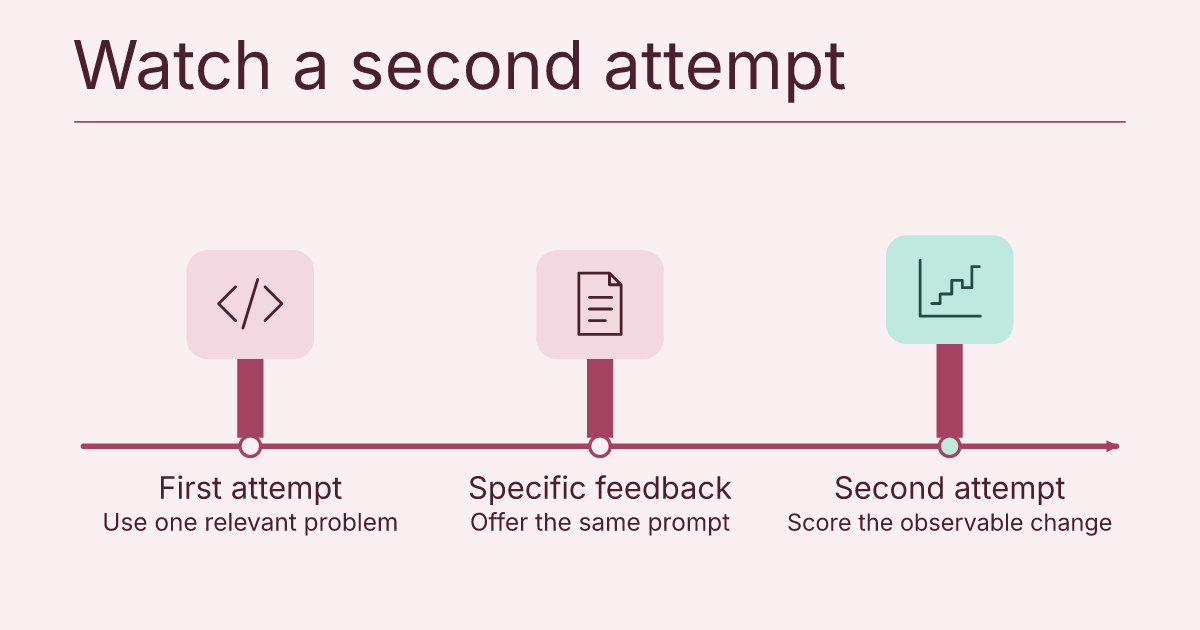 Watch a second attempt
First attempt
Use one relevant problem
Specific feedback
Offer the same prompt
Second attempt
Score the observable change